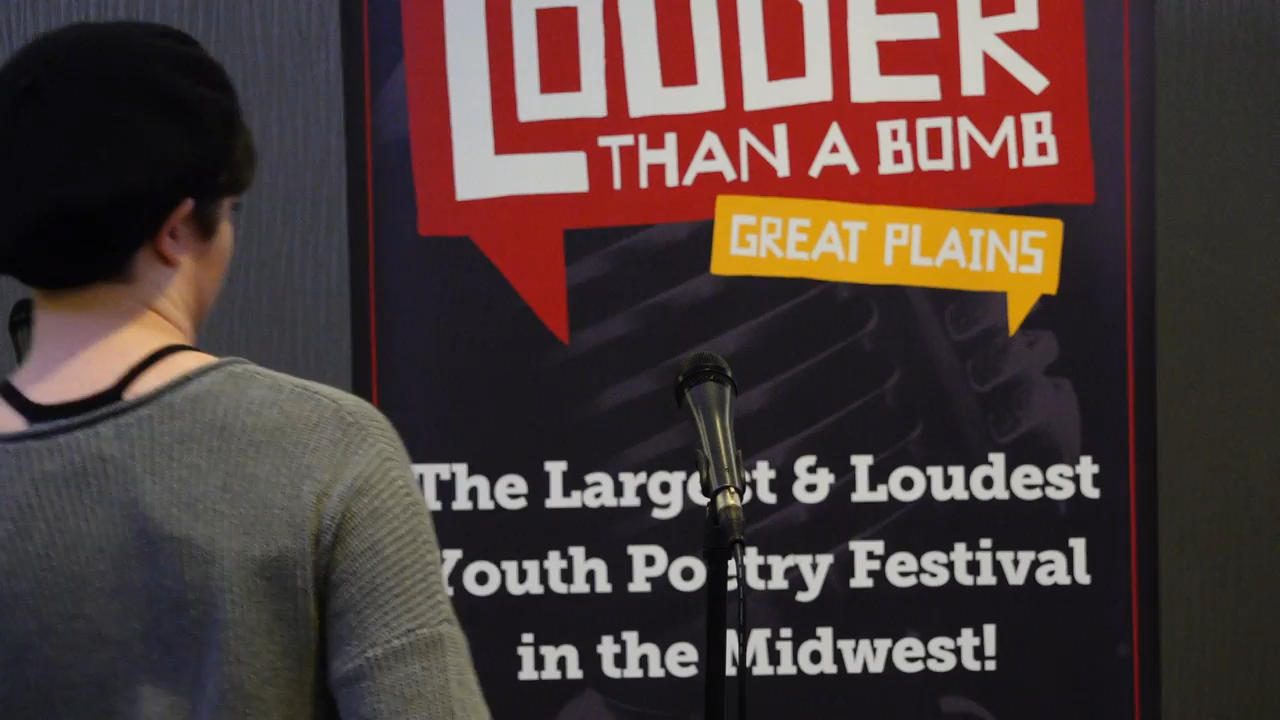 LOUDER
THAN A BOMB
GREAT PLAINS
The Largest & Loudest
Youth Poetry Festival
in the Midwest!